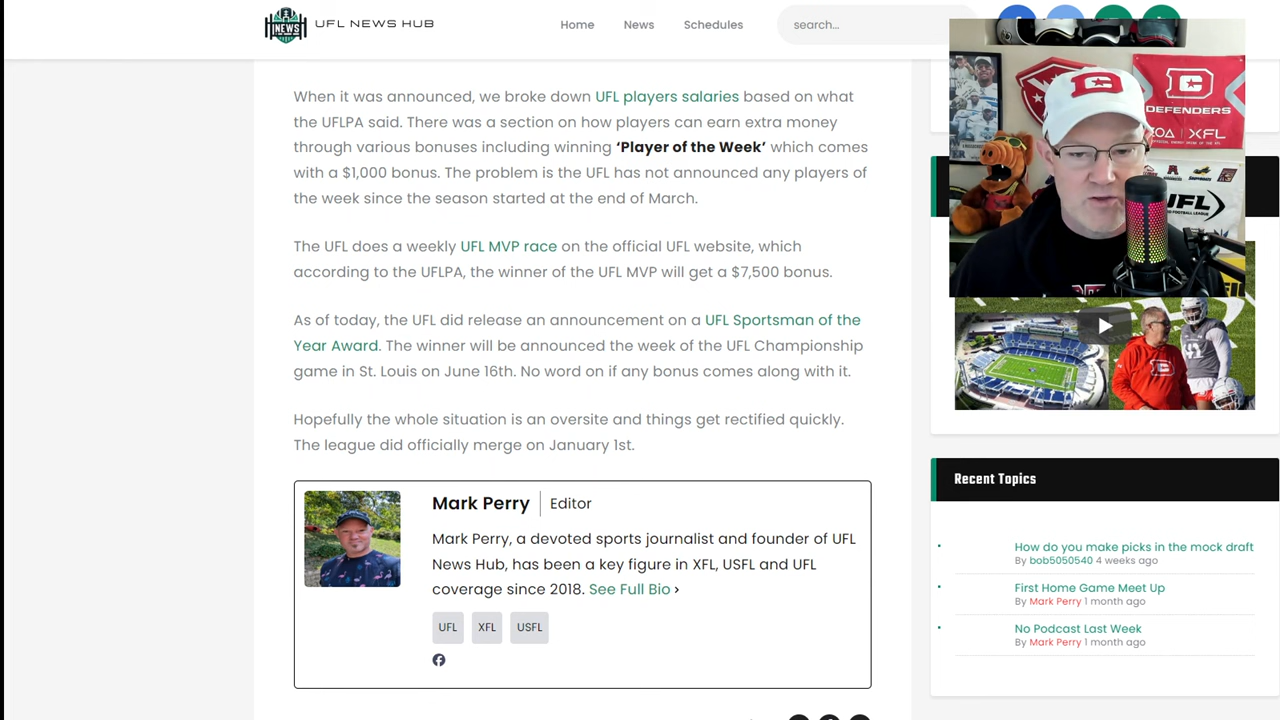 NEWS
UFL NEWS HUB
Home
News
Schedules
search...
When it was announced, we broke down UFL players salaries based on what
the UFLPA said. There was a section on how players can earn extra money
through various bonuses including winning ‘Player of the Week’ which comes
with a $1,000 bonus. The problem is the UFL has not announced any players of
the week since the season started at the end of March.
The UFL does a weekly UFL MVP race on the official UFL website, which
according to the UFLPA, the winner of the UFL MVP will get a $7,500 bonus.
As of today, the UFL did release an announcement on a UFL Sportsman of the
Year Award. The winner will be announced the week of the UFL Championship
game in St. Louis on June 16th. No word on if any bonus comes along with it.
Hopefully the whole situation is an oversite and things get rectified quickly.
The league did officially merge on January 1st.
Mark Perry
Editor
Mark Perry, a devoted sports journalist and founder of UFL
News Hub, has been a key figure in XFL, USFL and UFL
coverage since 2018. See Full Bio ›
UFL
XFL
USFL
DEFENDERS
XFL
UFL
Recent Topics
How do you make picks in the mock draft
By bob5050540 4 weeks ago
First Home Game Meet Up
By Mark Perry 1 month ago
No Podcast Last Week
By Mark Perry 1 month ago